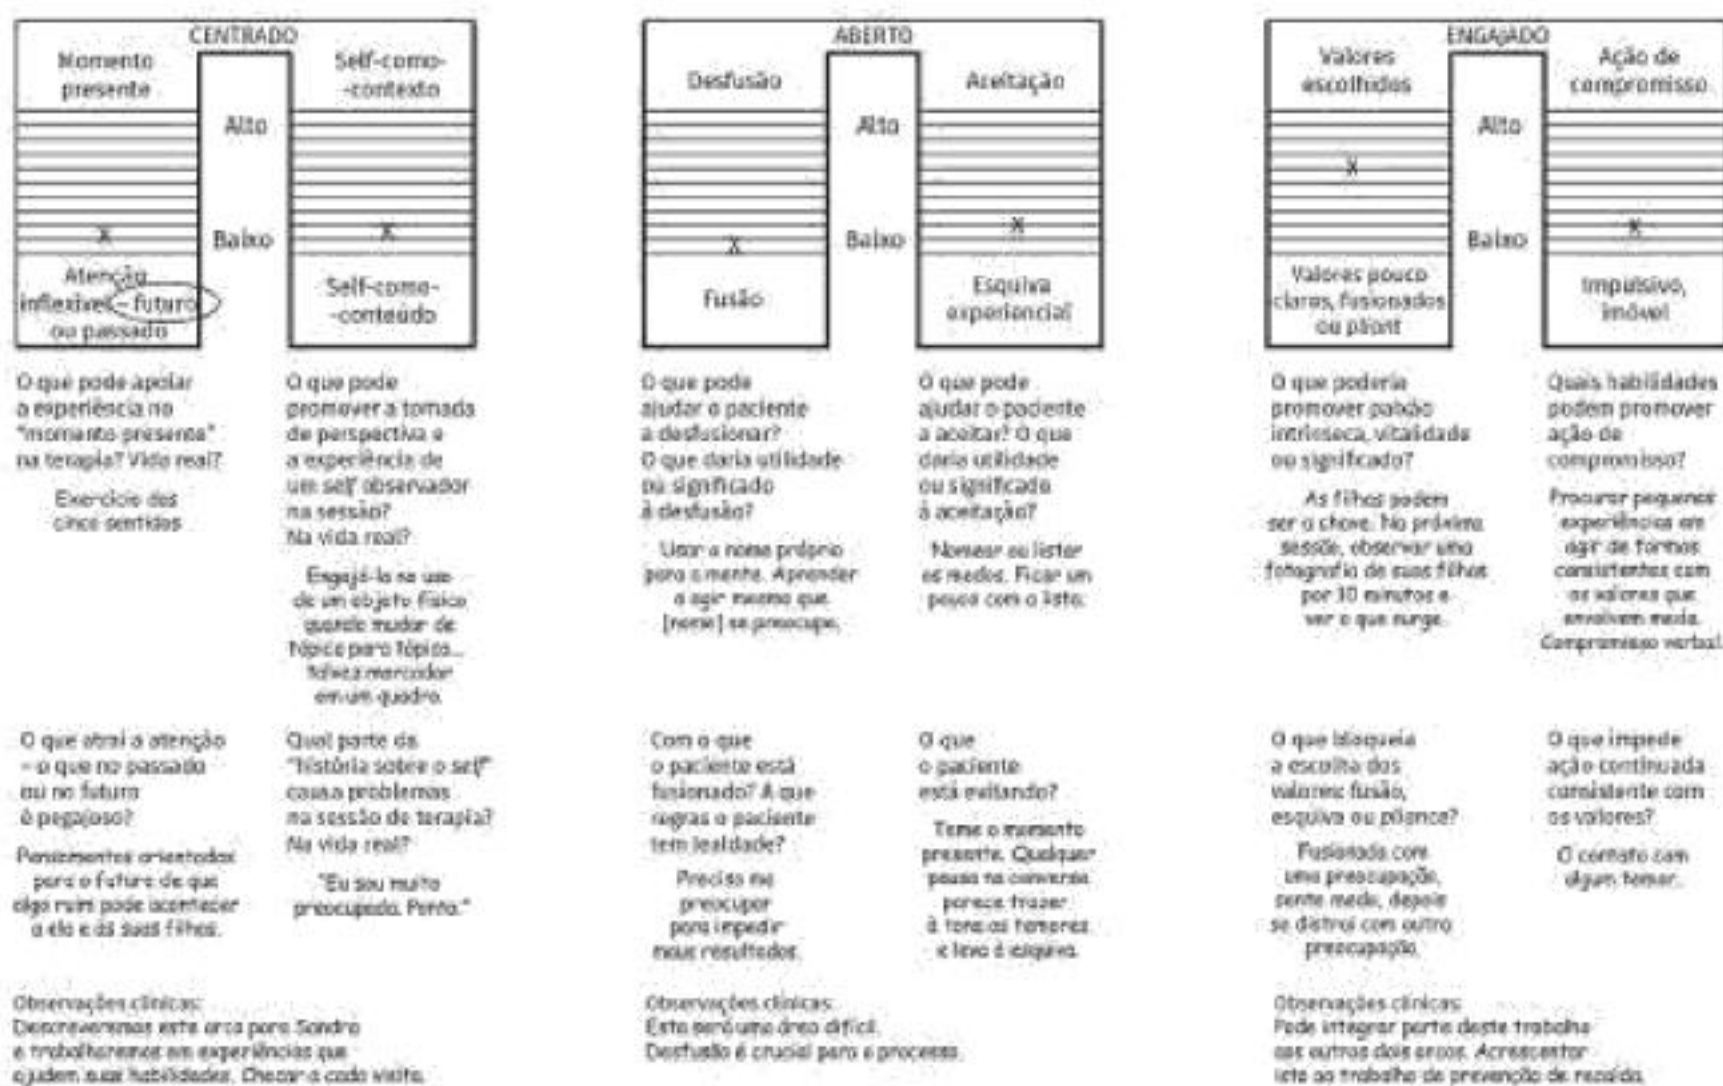 CENTRADO
Momento
presente
Self-como-
-contexto
Alto
X
X
Baixo
Atenção
inflexível – futuro
ou passado
Self-como-
-conteúdo
O que pode apoiar
a experiência no
"momento presente"
na terapia? Vida real?
Exercício dos
cinco sentidos
O que pode
promover a tomada
de perspectiva e
a experiência de
um self observador
na sessão?
Na vida real?
Engajá-la no uso
de um objeto físico
quando mudar de
tópico para tópico...
Talvez marcador
em um quadro.
O que atrai a atenção
– o que no passado
ou no futuro
é pegajoso?
Pensamentos orientados
para o futuro de que
algo ruim pode acontecer
a ela e às suas filhas.
Qual parte da
"história sobre o self"
causa problemas
na sessão de terapia?
Na vida real?
"Eu sou muito
preocupada. Ponto."
Observações clínicas:
Descreveremos este arco para Sandra
e trabalharemos em experiências que
ajudem suas habilidades. Checar a cada visita.
ABERTO
Desfusão
Aceitação
Alto
X
X
Baixo
Fusão
Esquiva
experiencial
O que pode
ajudar o paciente
a desfusionar?
O que daria utilidade
ou significado
à desfusão?
Usar o nome próprio
para a mente. Aprender
a agir mesmo que
[nome] se preocupe.
O que pode
ajudar o paciente
a aceitar? O que
daria utilidade
ou significado
à aceitação?
Nomear ou listar
os medos. Ficar um
pouco com a lista.
Com o que
o paciente está
fusionado? A que
regras o paciente
tem lealdade?
Preciso me
preocupar
para impedir
maus resultados.
O que
o paciente
está evitando?
Teme o momento
presente. Qualquer
pausa na conversa
parece trazer
à tona os temores
e leva à esquiva.
Observações clínicas:
Esta será uma área difícil.
Desfusão é crucial para o processo.
ENGAJADO
Valores
escolhidos
Ação de
compromisso
Alto
X
X
Baixo
Valores pouco
claros, fusionados
ou pliant
Impulsivo,
imóvel
O que poderia
promover paixão
intrínseca, vitalidade
ou significado?
As filhas podem
ser a chave. Na próxima
sessão, observar uma
fotografia de suas filhas
por 10 minutos e
ver o que surge.
Quais habilidades
podem promover
ação de
compromisso?
Procurar pequenas
experiências em
agir de formas
consistentes com
os valores que
envolvem medo.
Compromisso verbal.
O que bloqueia
a escolha dos
valores: fusão,
esquiva ou pliance?
Fusionada com
uma preocupação,
sente medo, depois
se distrai com outra
preocupação.
O que impede
ação continuada
consistente com
os valores?
O contato com
algum temor.
Observações clínicas:
Pode integrar parte deste trabalho
aos outros dois arcos. Acrescentar
isto ao trabalho de prevenção de recaída.